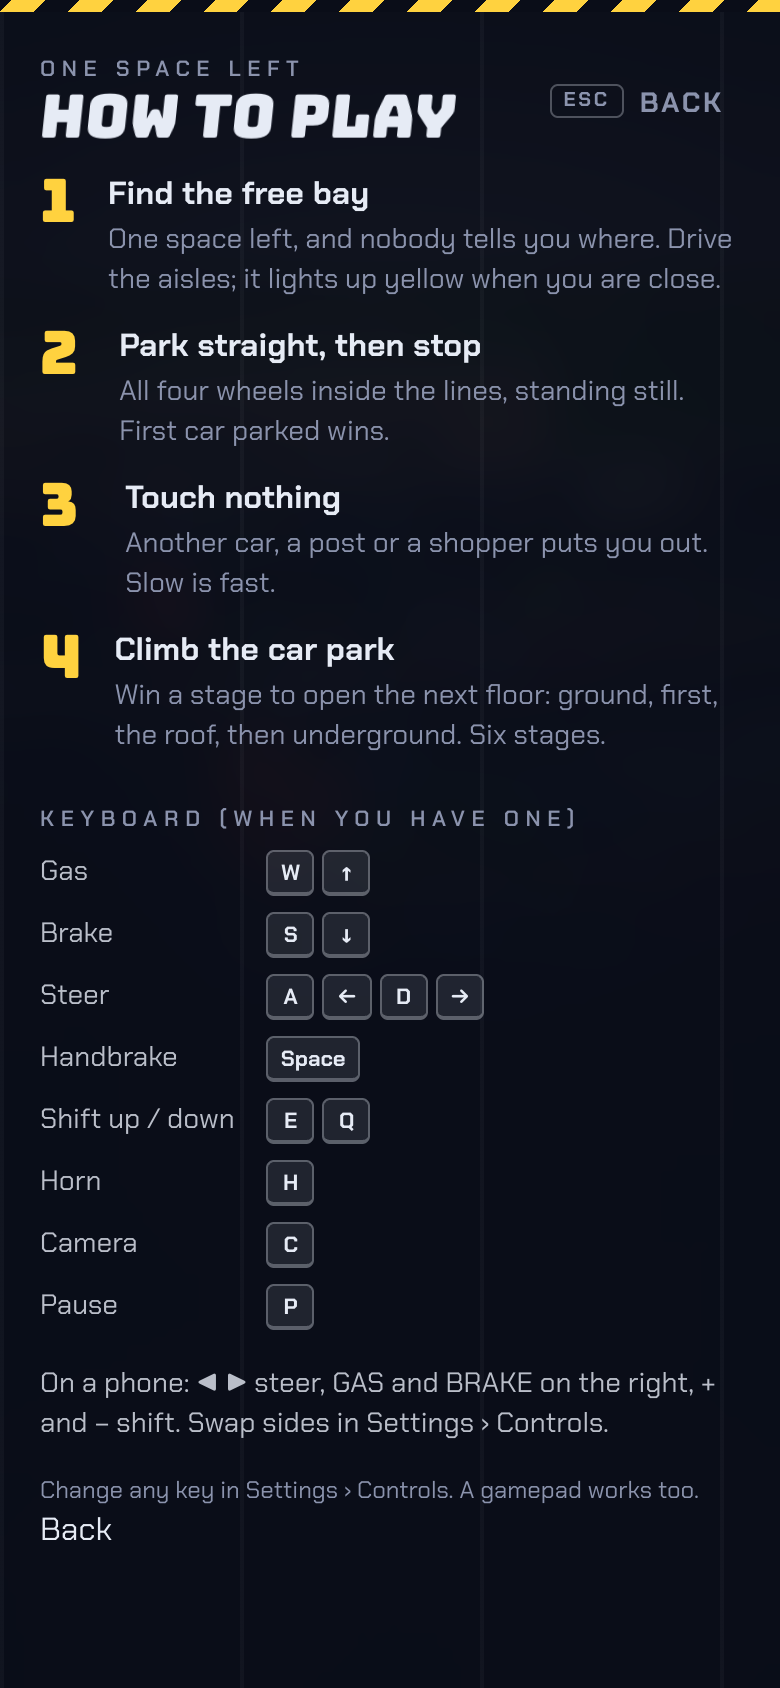 ONE SPACE LEFT
HOW TO PLAY
ESC BACK
1 Find the free bay
One space left, and nobody tells you where. Drive
the aisles; it lights up yellow when you are close.
2 Park straight, then stop
All four wheels inside the lines, standing still.
First car parked wins.
3 Touch nothing
Another car, a post or a shopper puts you out.
Slow is fast.
4 Climb the car park
Win a stage to open the next floor: ground, first,
the roof, then underground. Six stages.
KEYBOARD (WHEN YOU HAVE ONE)
Gas W ↑
Brake S ↓
Steer A ← D →
Handbrake Space
Shift up / down E Q
Horn H
Camera C
Pause P
On a phone: ◀ ▶ steer, GAS and BRAKE on the right, +
and – shift. Swap sides in Settings › Controls.
Change any key in Settings › Controls. A gamepad works too.
Back